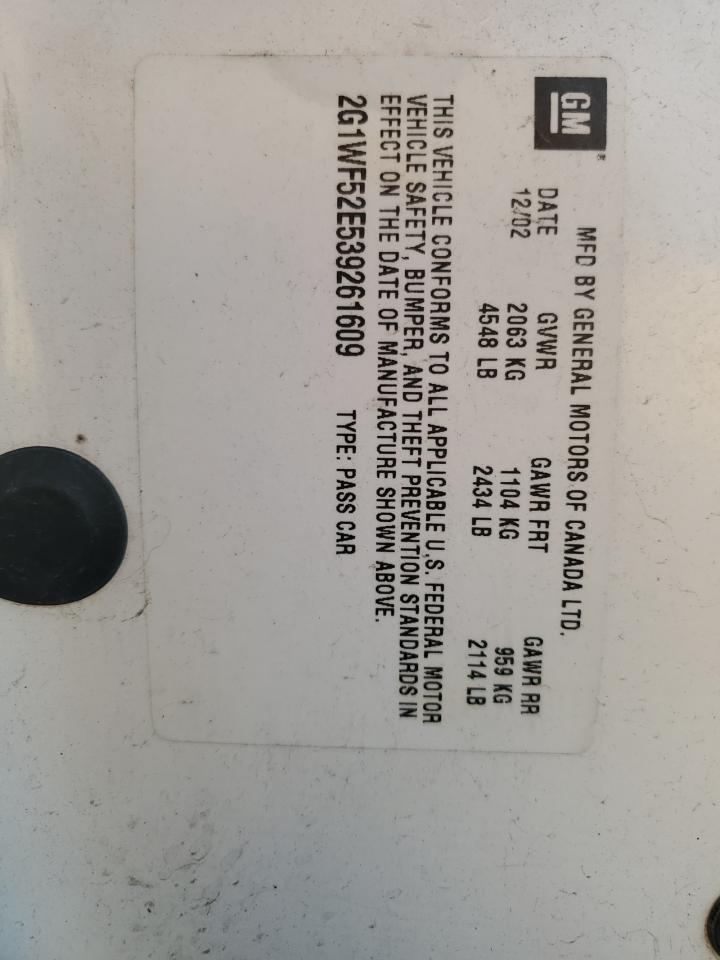 GM®
MFD BY GENERAL MOTORS OF CANADA LTD.
DATE GVWR GAWR FRT GAWR RR
12/02 2063 KG 1104 KG 959 KG
4548 LB 2434 LB 2114 LB
THIS VEHICLE CONFORMS TO ALL APPLICABLE U.S. FEDERAL MOTOR
VEHICLE SAFETY, BUMPER, AND THEFT PREVENTION STANDARDS IN
EFFECT ON THE DATE OF MANUFACTURE SHOWN ABOVE.
2G1WF52E539261609 TYPE: PASS CAR